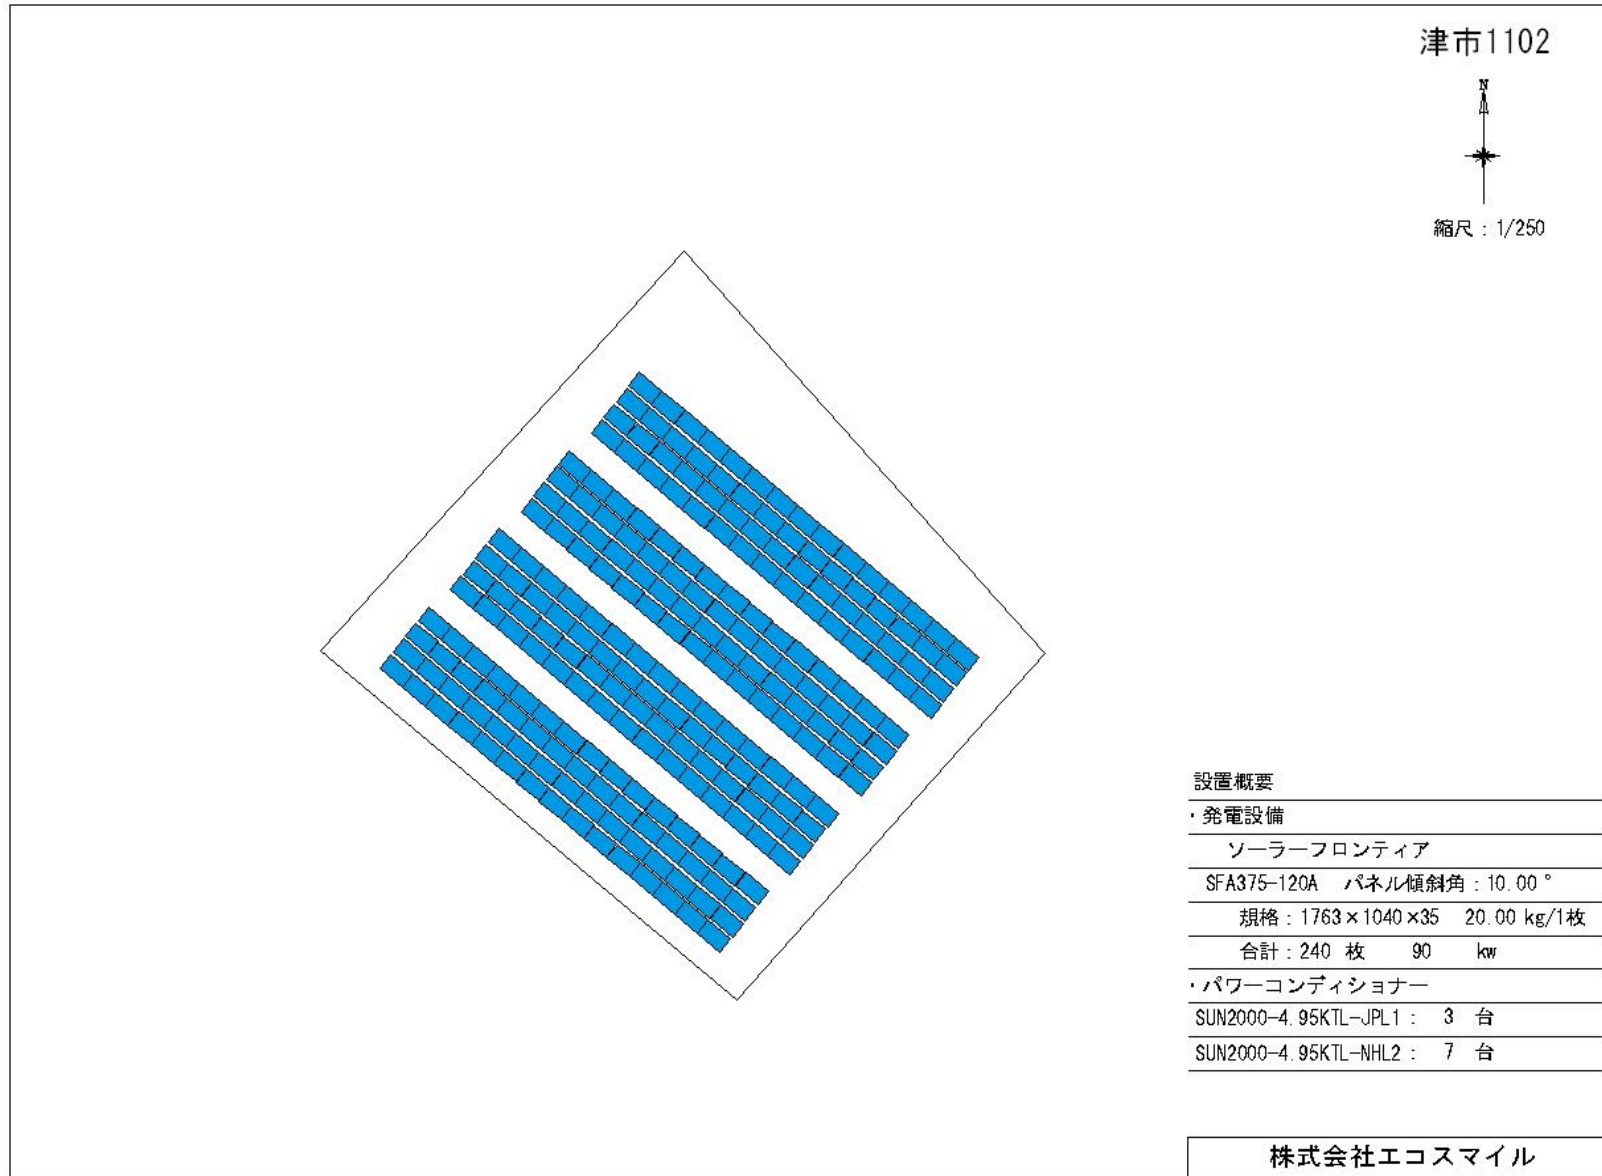 津市1102
N
縮尺：1/250
設置概要
・発電設備
ソーラーフロンティア
SFA375-120A パネル傾斜角：10.00°
規格：1763×1040×35 20.00 kg/1枚
合計：240 枚 90 kw
・パワーコンディショナー
SUN2000-4.95KTL-JPL1： 3 台
SUN2000-4.95KTL-NHL2： 7 台
株式会社エコスマイル